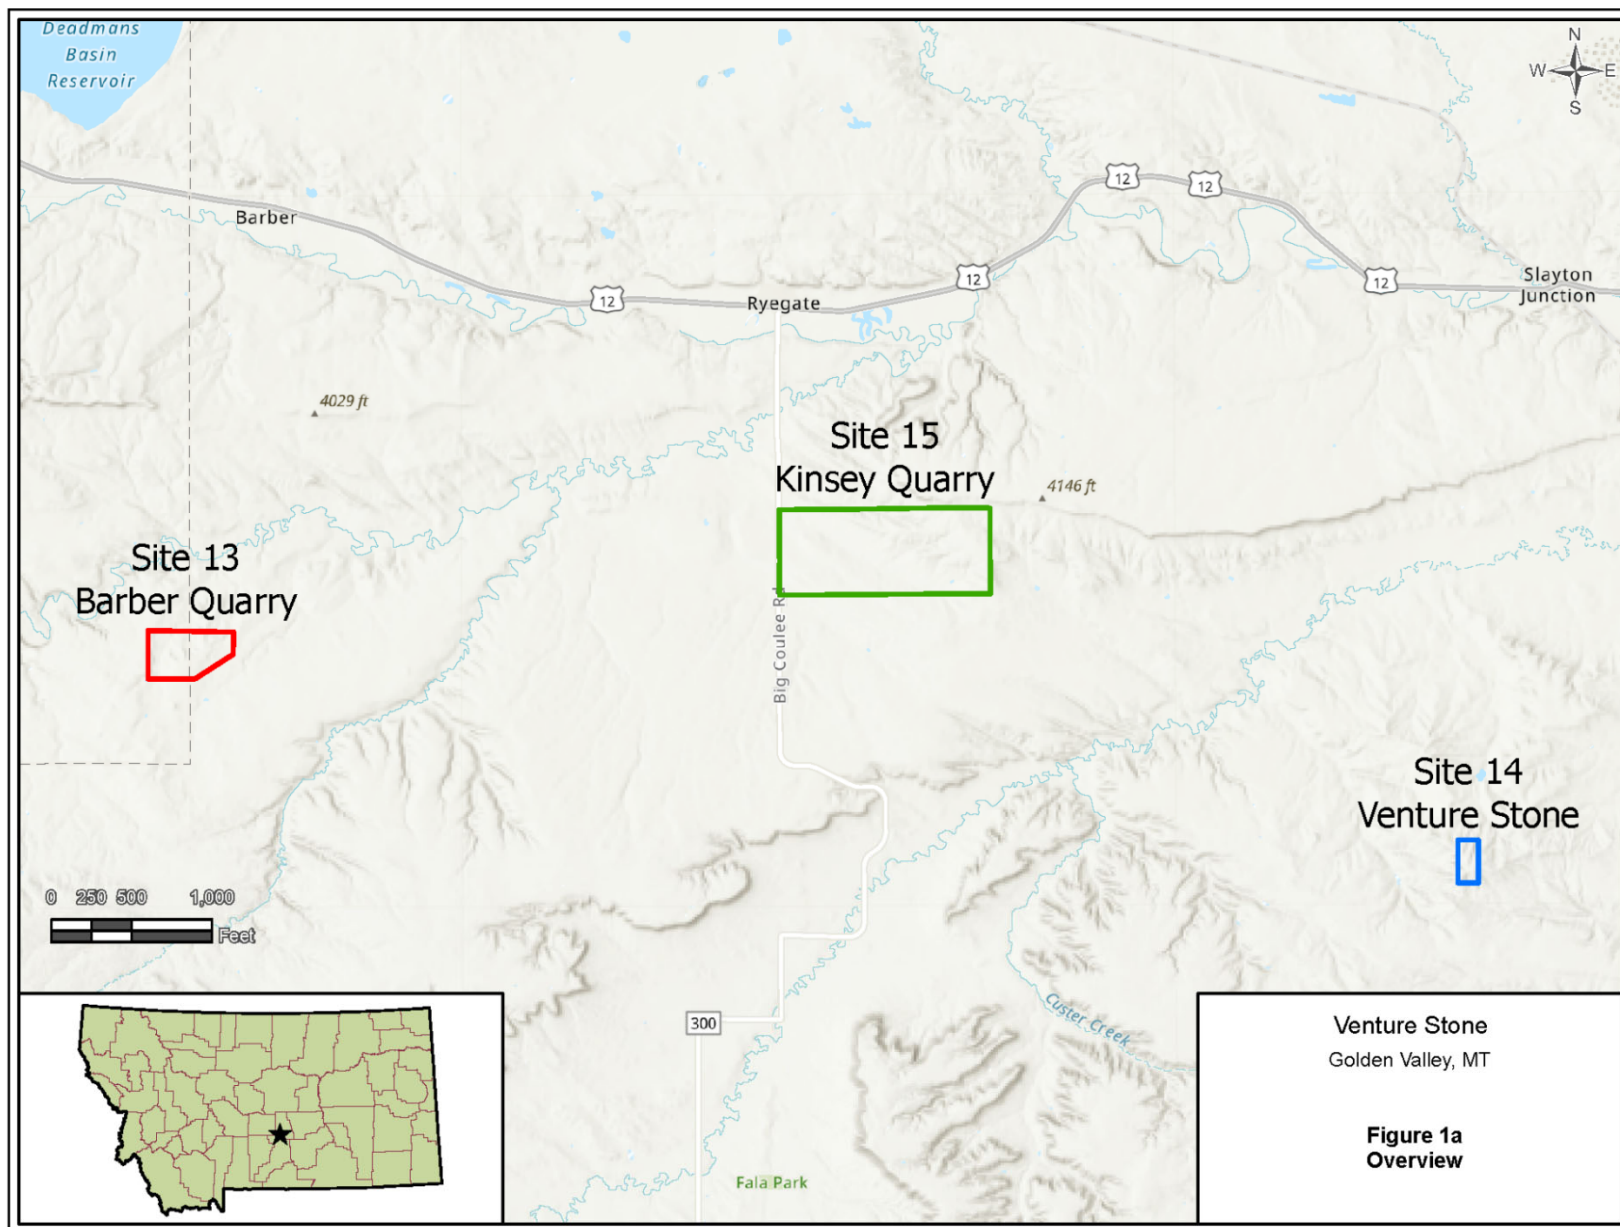 Deadmans
Basin
Reservoir
N
W
E
S
12
12
Barber
12
Ryegate
12
12
Slayton
Junction
4029 ft
Site 15
Kinsey Quarry
4146 ft
Site 13
Barber Quarry
Big Coulee Rd
Site 14
Venture Stone
0 250 500 1,000
Feet
300
Custer Creek
Fala Park
Venture Stone
Golden Valley, MT
Figure 1a
Overview